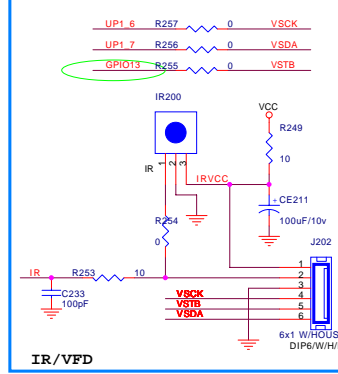 UP1_6 R257 0 VSCK
UP1_7 R256 0 VSDA
GPIO13 R255 0 VSTB
IR200
VCC
R249
10
IR 1 2 3
IRVCC
CE211
+
100uF/10v
R254
0
J202
IR R253 10
C233
100pF
1
2
3
VSCK 4
VSTB 5
VSDA 6
6x1 W/HOUS
DIP6/W/H/
IR/VFD